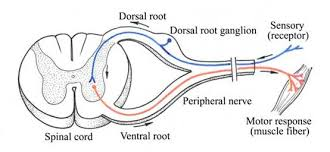 Dorsal root
Dorsal root ganglion
Sensory
(receptor)
Peripheral nerve
Spinal cord
Ventral root
Motor response
(muscle fiber)